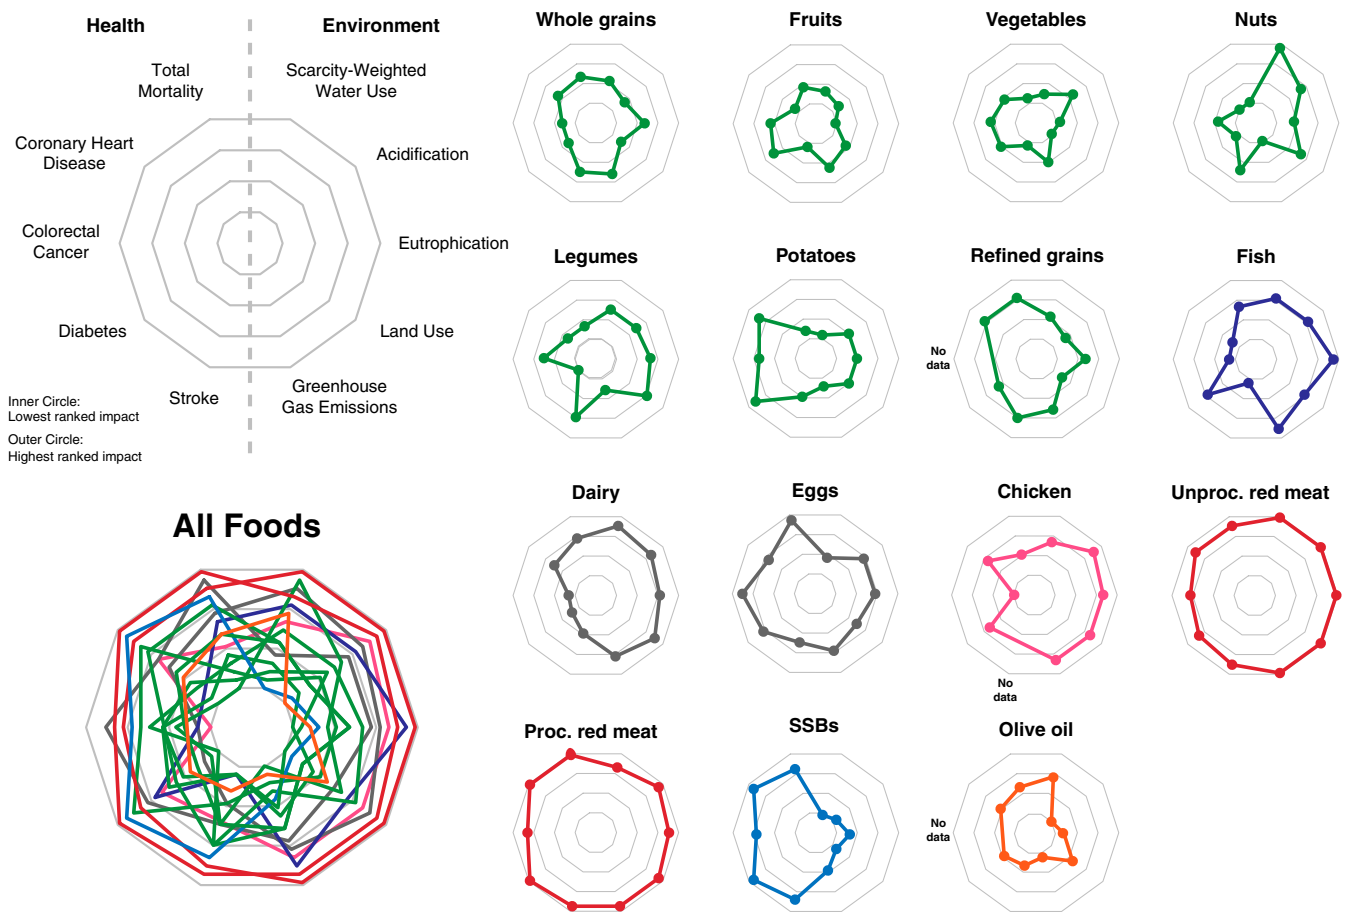 Health
Environment
Total
Mortality
Scarcity-Weighted
Water Use
Coronary Heart
Disease
Acidification
Colorectal
Cancer
Eutrophication
Diabetes
Land Use
Stroke
Greenhouse
Gas Emissions
Inner Circle:
Lowest ranked impact
Outer Circle:
Highest ranked impact
All Foods
Whole grains
Fruits
Vegetables
Nuts
Legumes
Potatoes
Refined grains
No
data
Fish
Dairy
Eggs
Chicken
No
data
Unproc. red meat
Proc. red meat
SSBs
Olive oil
No
data